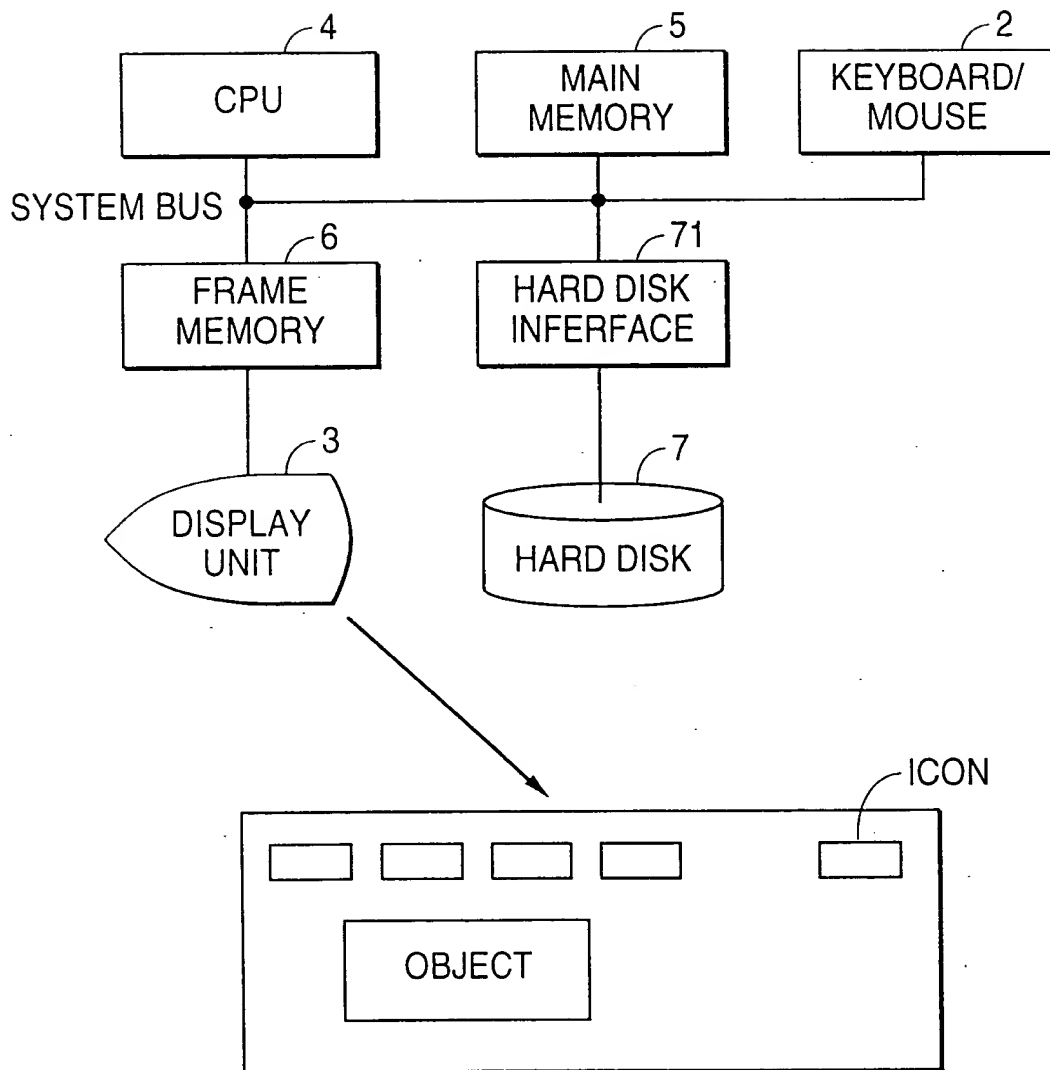 4
5
2
CPU
MAIN
MEMORY
KEYBOARD/
MOUSE
SYSTEM BUS
6
71
FRAME
MEMORY
HARD DISK
INFERFACE
3
7
DISPLAY
UNIT
HARD DISK
ICON
OBJECT